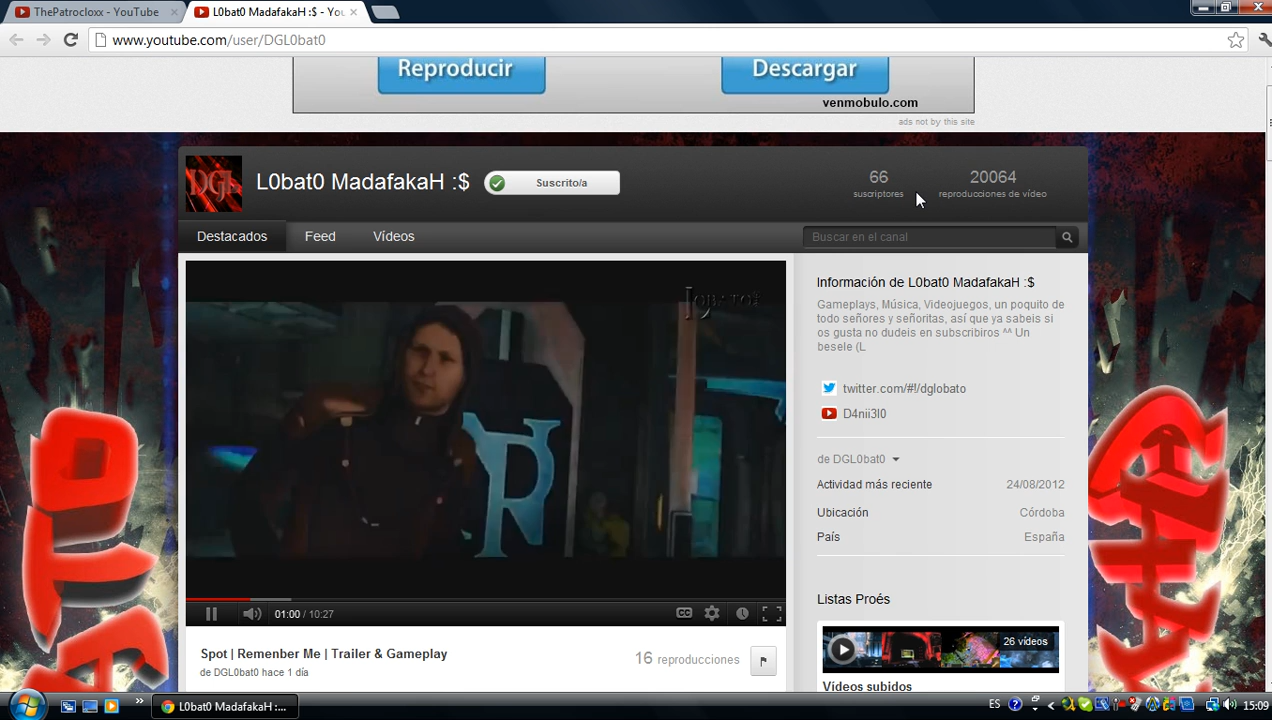 ThePatrocloxx - YouTube
L0bat0 MadafakaH :$ - You
www.youtube.com/user/DGL0bat0
Reproducir
Descargar
venmobulo.com
ads not by this site
DGL
L0bat0 MadafakaH :$
Suscrito/a
66
suscriptores
20064
reproducciones de vídeo
Destacados
Feed
Vídeos
Buscar en el canal
Información de L0bat0 MadafakaH :$
Gameplays, Música, Videojuegos, un poquito de
todo señores y señoritas, así que ya sabeis si
os gusta no dudeis en subscribiros ^^ Un
besele (L
twitter.com/#!/dglobato
D4nii3l0
de DGL0bat0
Actividad más reciente
24/08/2012
Ubicación
Córdoba
País
España
Listas Proés
26 vídeos
Vídeos subidos
01:00 / 10:27
CC
Spot | Remenber Me | Trailer & Gameplay
de DGL0bat0 hace 1 día
16 reproducciones
L0bat0 MadafakaH :$...
ES
15:09